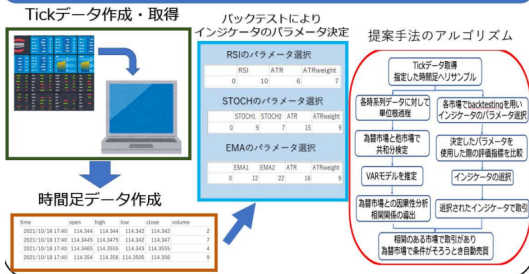 Tickデータ作成・取得
バックテストにより
インジケータのパラメータ決定
RSIのパラメータ選択
RSI ATR ATRweight
0 10 6 7
STOCHのパラメータ選択
STOCH1 STOCH2 ATR ATRweight
0 9 7 15 9
EMAのパラメータ選択
EMA1 EMA2 ATR ATRweight
0 12 22 18 9
時間足データ作成
time open high low close volume
2021/10/18 17:40 114.344 114.344 114.342 114.342 2
2021/10/18 17:40 114.3445 114.3475 114.342 114.3475 7
2021/10/18 17:40 114.3465 114.3555 114.343 114.3555 4
2021/10/18 17:40 114.354 114.356 114.3505 114.356 9
提案手法のアルゴリズム
Tickデータ取得
指定した時間足へリサンプル
各時系列データに対して
単位根過程
為替市場と他市場で
共和分検定
VARモデルを推定
為替市場との因果性分析
相関関係の導出
各市場でbacktestingを用い
インジケータのパラメータ選択
決定したパラメータを
使用した際の評価指標を比較
インジケータの選択
選択されたインジケータで取引
相関のある市場で取引があり
為替市場で条件がそろうとき自動売買